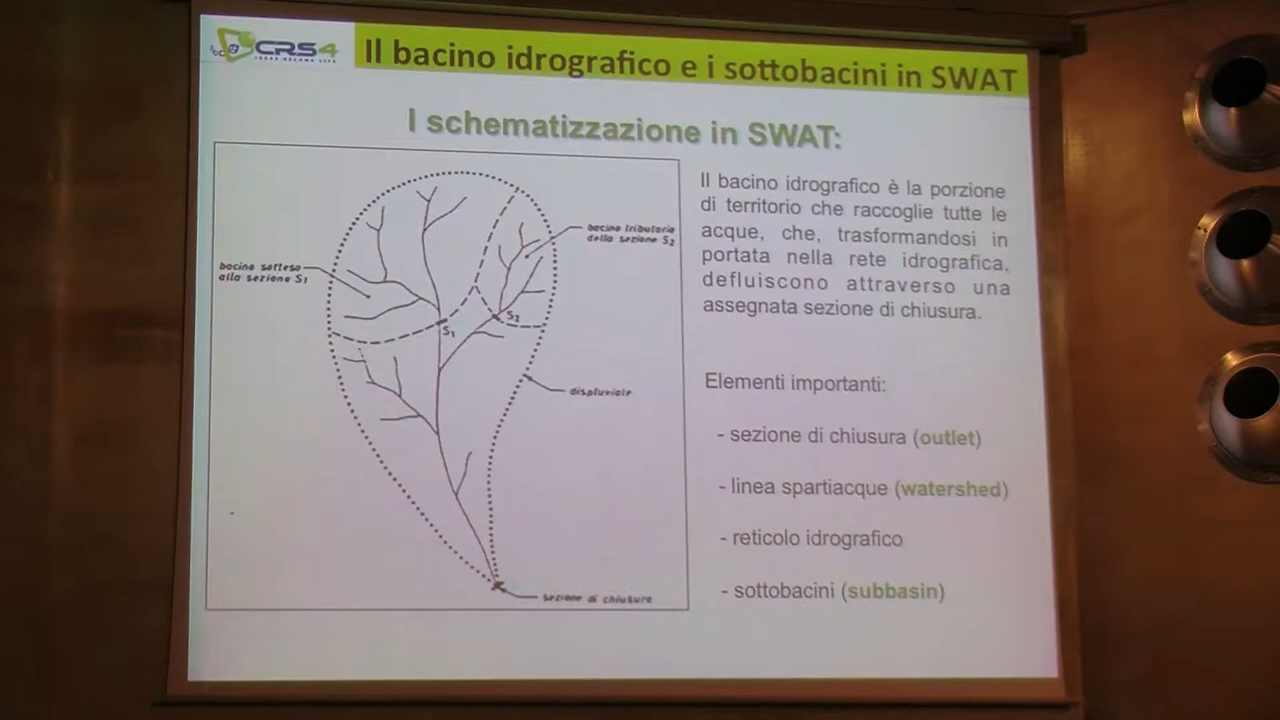 CRS4
Il bacino idrografico e i sottobacini in SWAT
I schematizzazione in SWAT:
bacino sotteso
alla sezione S1
bacino tributario
della sezione S2
S1
S2
displuviale
sezione di chiusura
Il bacino idrografico è la porzione
di territorio che raccoglie tutte le
acque, che, trasformandosi in
portata nella rete idrografica,
defluiscono attraverso una
assegnata sezione di chiusura.
Elementi importanti:
- sezione di chiusura (outlet)
- linea spartiacque (watershed)
- reticolo idrografico
- sottobacini (subbasin)